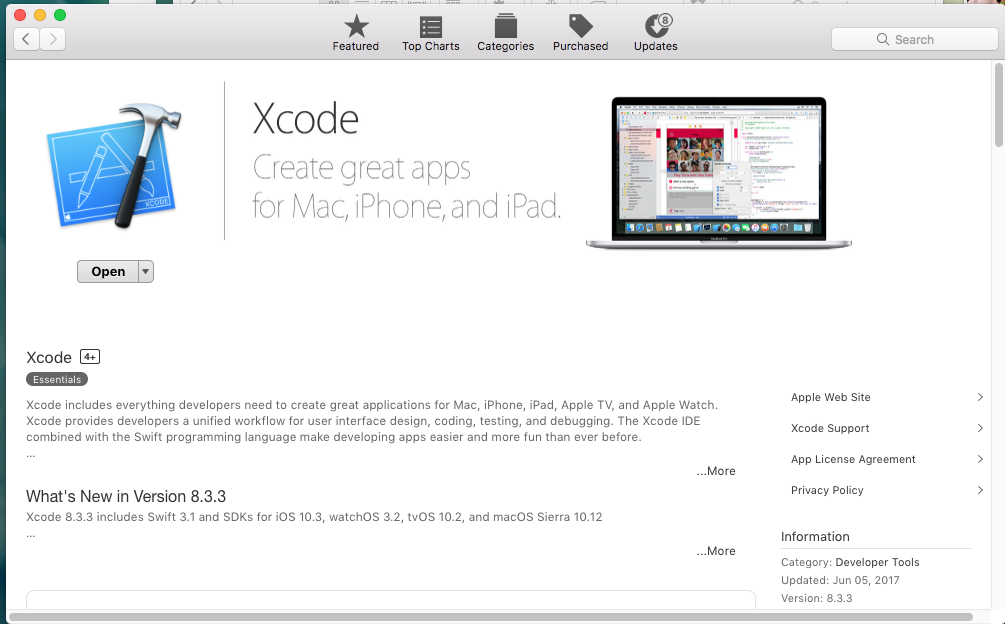 8
Featured
Top Charts
Categories
Purchased
Updates
Search
XCODE
Xcode
Create great apps
for Mac, iPhone, and iPad.
Open
Xcode 4+
Essentials
Xcode includes everything developers need to create great applications for Mac, iPhone, iPad, Apple TV, and Apple Watch.
Xcode provides developers a unified workflow for user interface design, coding, testing, and debugging. The Xcode IDE
combined with the Swift programming language make developing apps easier and more fun than ever before.
...
...More
What's New in Version 8.3.3
Xcode 8.3.3 includes Swift 3.1 and SDKs for iOS 10.3, watchOS 3.2, tvOS 10.2, and macOS Sierra 10.12
...
...More
Apple Web Site
Xcode Support
App License Agreement
Privacy Policy
Information
Category: Developer Tools
Updated: Jun 05, 2017
Version: 8.3.3